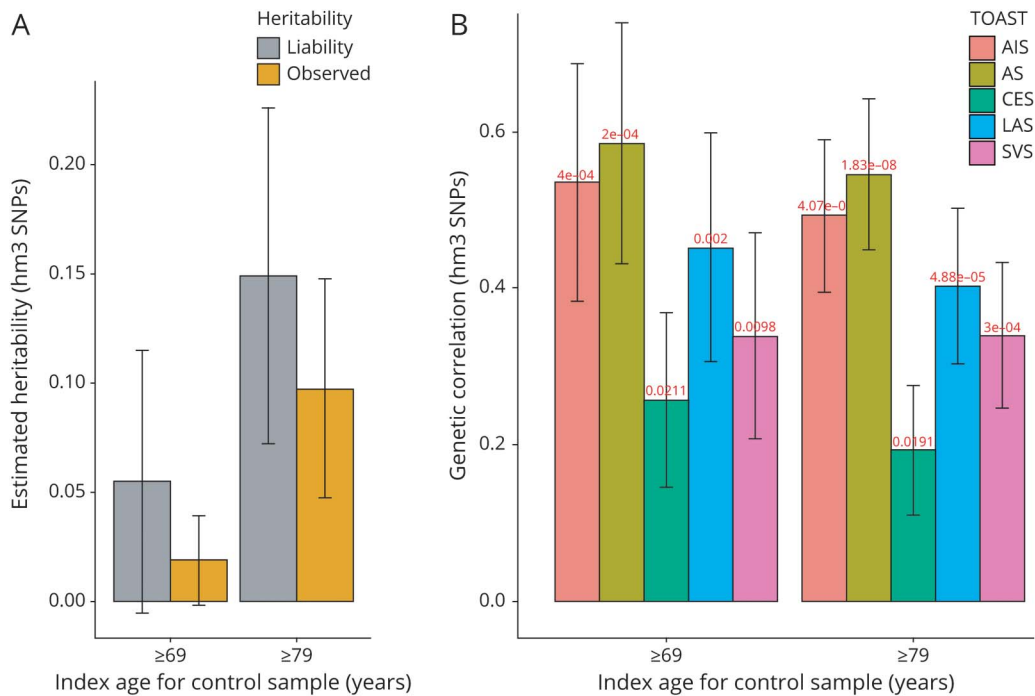 A
Heritability
Liability
Observed
Estimated heritability (hm3 SNPs)
0.20
0.15
0.10
0.05
0.00
≥69
≥79
Index age for control sample (years)
B
TOAST
AIS
AS
CES
LAS
SVS
Genetic correlation (hm3 SNPs)
0.6
0.4
0.2
0.0
4e−04
2e−04
0.0211
0.002
0.0098
4.07e−0
1.83e−08
0.0191
4.88e−05
3e−04
≥69
≥79
Index age for control sample (years)